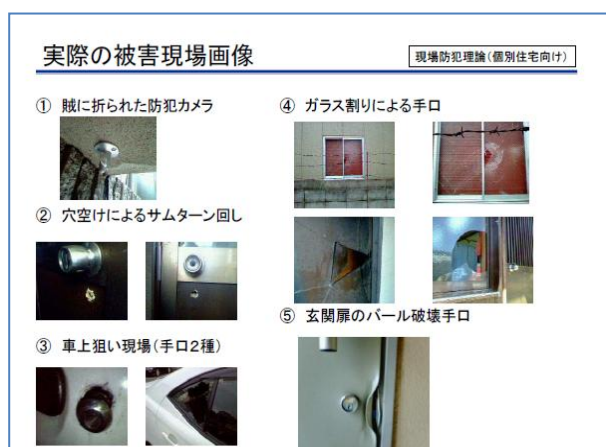 実際の被害現場画像
現場防犯理論(個別住宅向け)
① 賊に折られた防犯カメラ
② 穴空けによるサムターン回し
③ 車上狙い現場(手口2種)
④ ガラス割りによる手口
⑤ 玄関扉のバール破壊手口